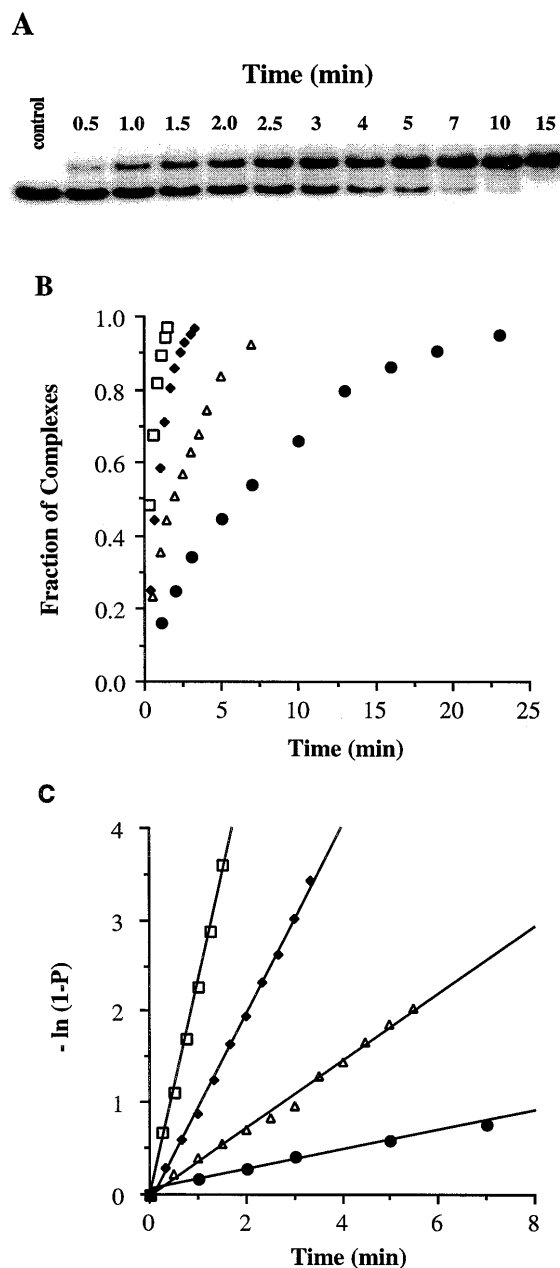 A
Time (min)
control 0.5 1.0 1.5 2.0 2.5 3 4 5 7 10 15
B
1.0
0.8
0.6
0.4
0.2
0.0
Fraction of Complexes
0 5 10 15 20 25
Time (min)
C
4
3
2
1
0
- ln (1-P)
0 2 4 6 8
Time (min)